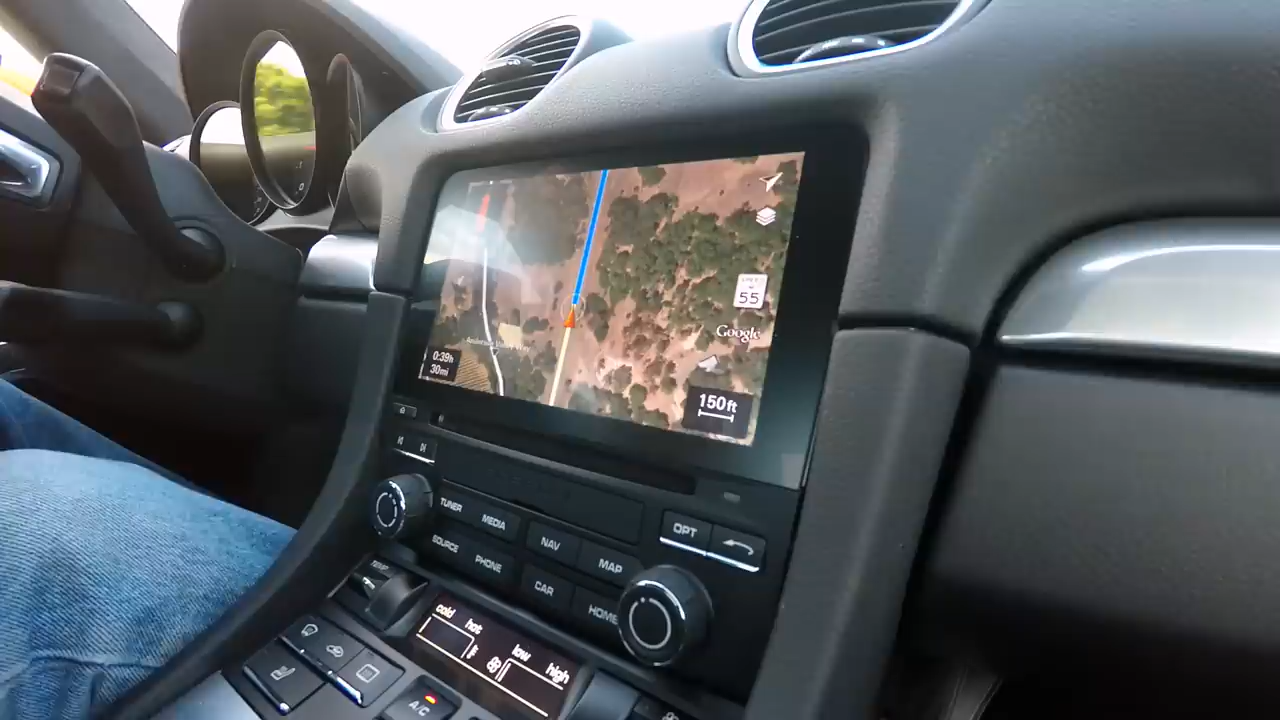 55
Google
0:39h
30mi
150ft
TUNER
MEDIA
NAV
MAP
OPT
SOURCE
PHONE
CAR
HOME
TEMP
cold
hot
low
high
A/C